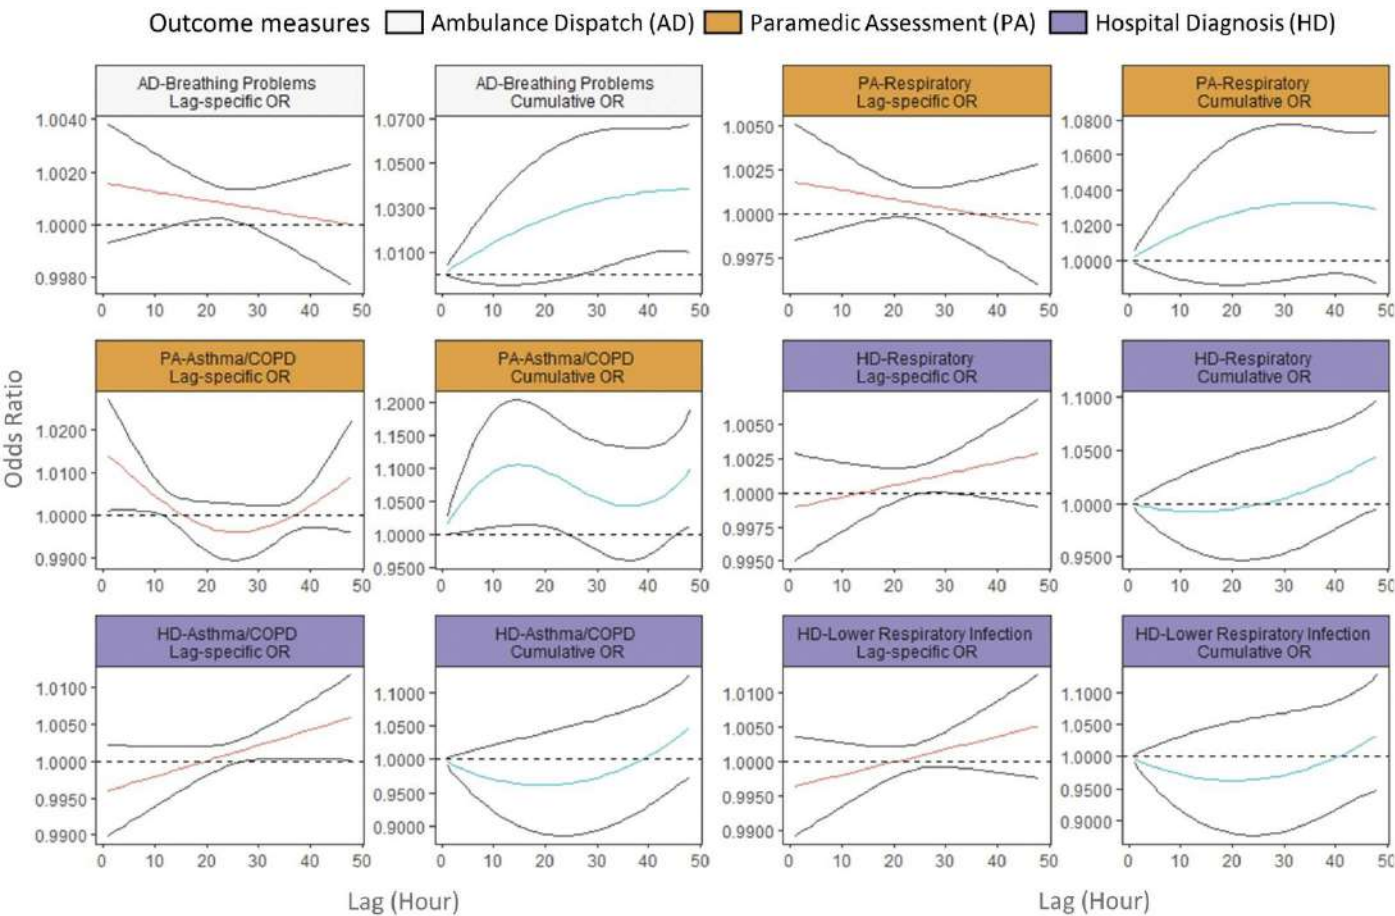 Outcome measures Ambulance Dispatch (AD) Paramedic Assessment (PA) Hospital Diagnosis (HD)
AD-Breathing Problems
Lag-specific OR
1.0040
1.0020
1.0000
0.9980
0 10 20 30 40 50
AD-Breathing Problems
Cumulative OR
1.0700
1.0500
1.0300
1.0100
0 10 20 30 40 50
PA-Respiratory
Lag-specific OR
1.0050
1.0025
1.0000
0.9975
0 10 20 30 40 50
PA-Respiratory
Cumulative OR
1.0800
1.0600
1.0400
1.0200
1.0000
0 10 20 30 40 50
Odds Ratio
PA-Asthma/COPD
Lag-specific OR
1.0200
1.0100
1.0000
0.9900
0 10 20 30 40 50
PA-Asthma/COPD
Cumulative OR
1.2000
1.1500
1.1000
1.0500
1.0000
0.9500
0 10 20 30 40 50
HD-Respiratory
Lag-specific OR
1.0050
1.0025
1.0000
0.9975
0.9950
0 10 20 30 40 50
HD-Respiratory
Cumulative OR
1.1000
1.0500
1.0000
0.9500
0 10 20 30 40 50
HD-Asthma/COPD
Lag-specific OR
1.0100
1.0050
1.0000
0.9950
0.9900
0 10 20 30 40 50
HD-Asthma/COPD
Cumulative OR
1.1000
1.0500
1.0000
0.9500
0.9000
0 10 20 30 40 50
HD-Lower Respiratory Infection
Lag-specific OR
1.0100
1.0050
1.0000
0.9950
0.9900
0 10 20 30 40 50
HD-Lower Respiratory Infection
Cumulative OR
1.1000
1.0500
1.0000
0.9500
0.9000
0 10 20 30 40 50
Lag (Hour) Lag (Hour)